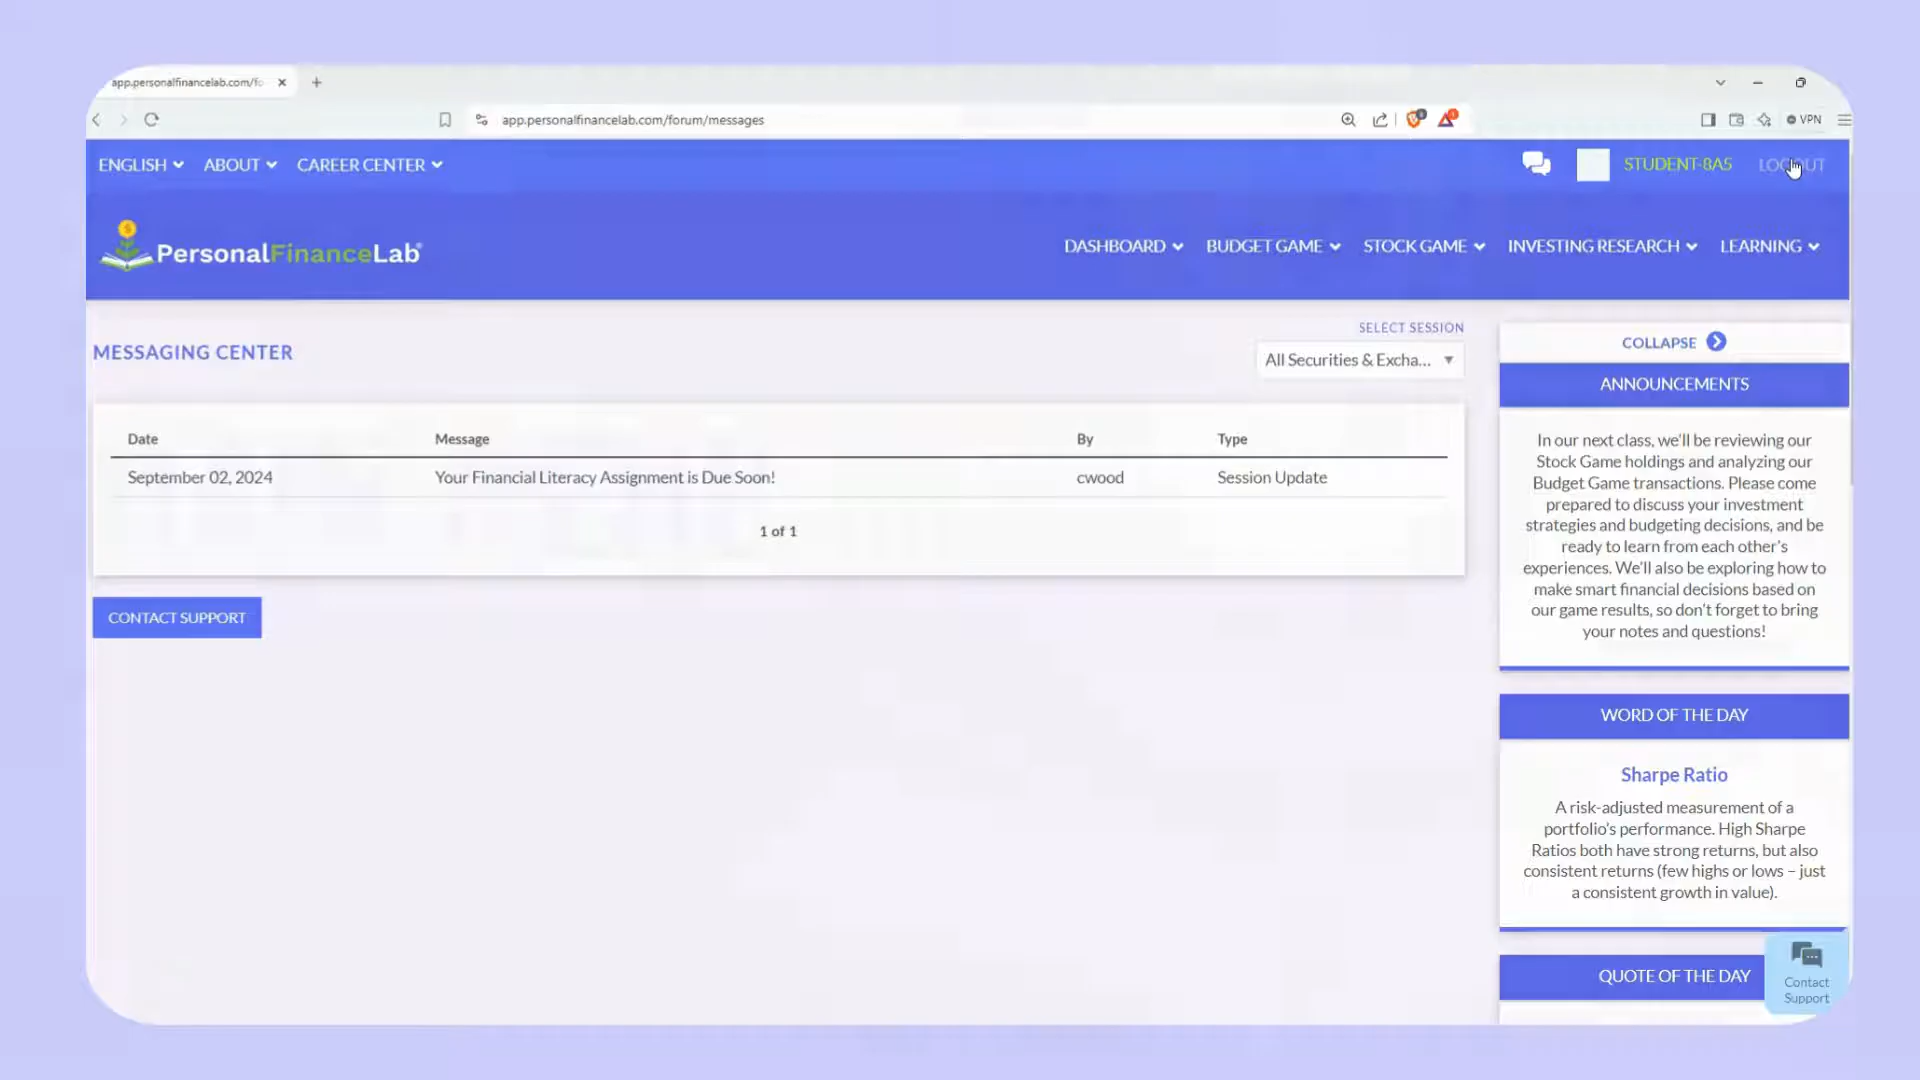 app.personalfinancelab.com/fo
app.personalfinancelab.com/forum/messages
VPN
ENGLISH
ABOUT
CAREER CENTER
STUDENT-8A5
LOGOUT
PersonalFinanceLab®
DASHBOARD
BUDGET GAME
STOCK GAME
INVESTING RESEARCH
LEARNING
MESSAGING CENTER
SELECT SESSION
All Securities & Excha...
Date Message By Type
September 02, 2024 Your Financial Literacy Assignment is Due Soon! cwood Session Update
1 of 1
CONTACT SUPPORT
COLLAPSE
ANNOUNCEMENTS
In our next class, we'll be reviewing our
Stock Game holdings and analyzing our
Budget Game transactions. Please come
prepared to discuss your investment
strategies and budgeting decisions, and be
ready to learn from each other's
experiences. We'll also be exploring how to
make smart financial decisions based on
our game results, so don't forget to bring
your notes and questions!
WORD OF THE DAY
Sharpe Ratio
A risk-adjusted measurement of a
portfolio's performance. High Sharpe
Ratios both have strong returns, but also
consistent returns (few highs or lows – just
a consistent growth in value).
QUOTE OF THE DAY
Contact
Support